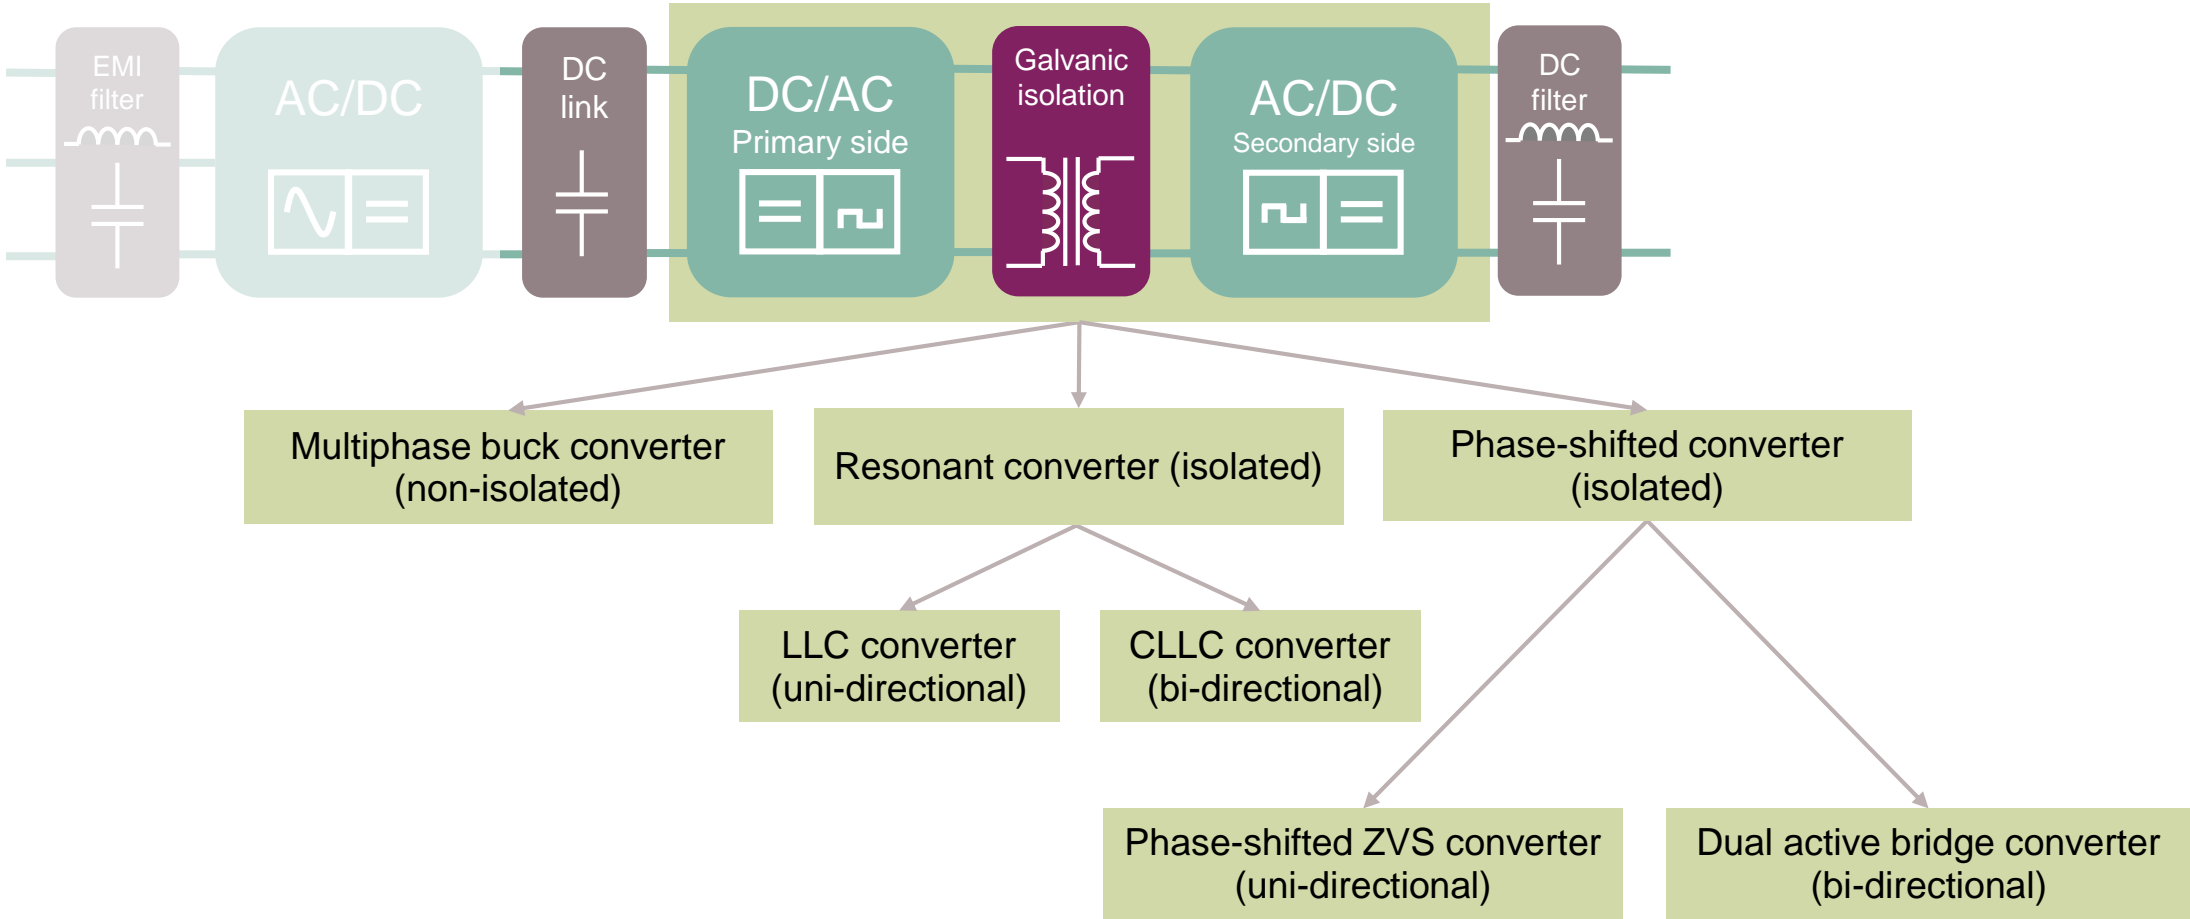 EMI
filter
AC/DC
DC
link
DC/AC
Primary side
Galvanic
isolation
AC/DC
Secondary side
DC
filter
Multiphase buck converter
(non-isolated)
Resonant converter (isolated)
Phase-shifted converter
(isolated)
LLC converter
(uni-directional)
CLLC converter
(bi-directional)
Phase-shifted ZVS converter
(uni-directional)
Dual active bridge converter
(bi-directional)